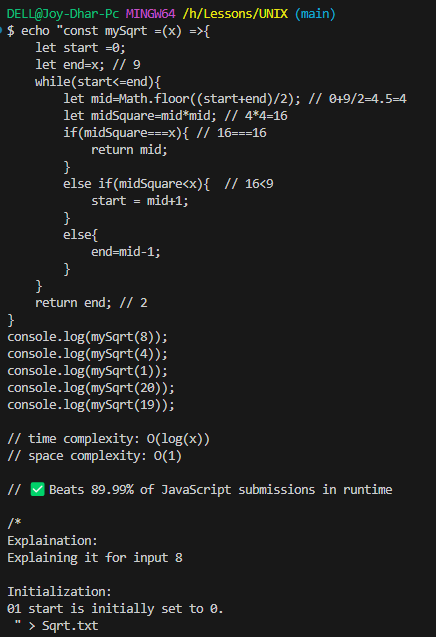 DELL@Joy-Dhar-Pc MINGW64 /h/Lessons/UNIX (main)
$ echo "const mySqrt =(x) =>{
    let start =0;
    let end=x; // 9
    while(start<=end){
        let mid=Math.floor((start+end)/2); // 0+9/2=4.5=4
        let midSquare=mid*mid; // 4*4=16
        if(midSquare===x){ // 16===16
            return mid;
        }
        else if(midSquare<x){  // 16<9
            start = mid+1;
        }
        else{
            end=mid-1;
        }
    }
    return end; // 2
}
console.log(mySqrt(8));
console.log(mySqrt(4));
console.log(mySqrt(1));
console.log(mySqrt(20));
console.log(mySqrt(19));

// time complexity: O(log(x))
// space complexity: O(1)

// ✅ Beats 89.99% of JavaScript submissions in runtime

/*
Explaination:
Explaining it for input 8

Initialization:
01 start is initially set to 0.
 " > Sqrt.txt